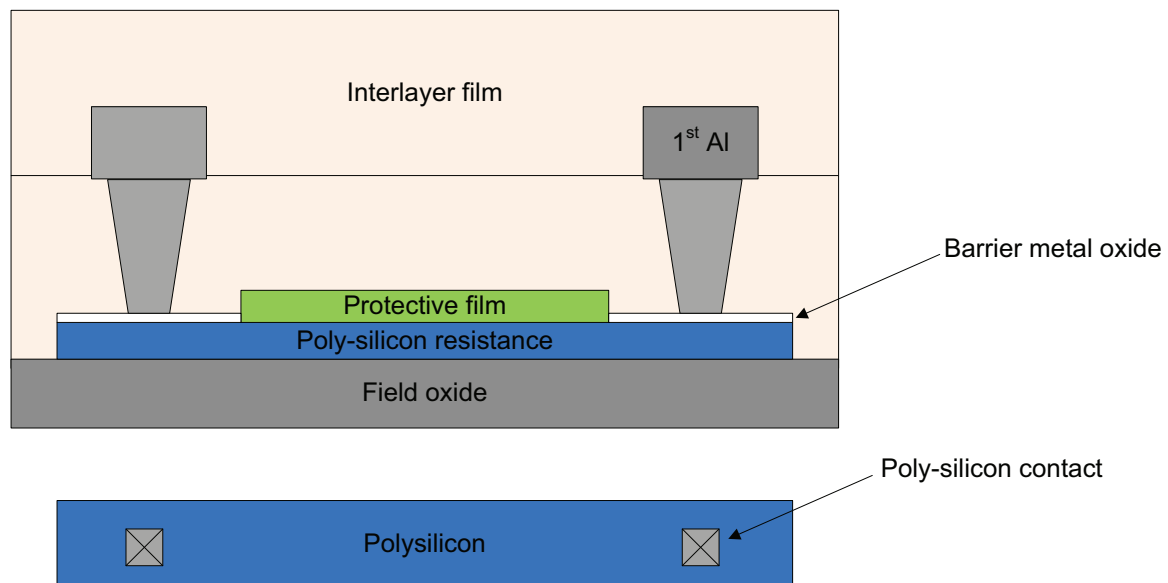 Interlayer film
1st Al
Barrier metal oxide
Protective film
Poly-silicon resistance
Field oxide
Poly-silicon contact
Polysilicon